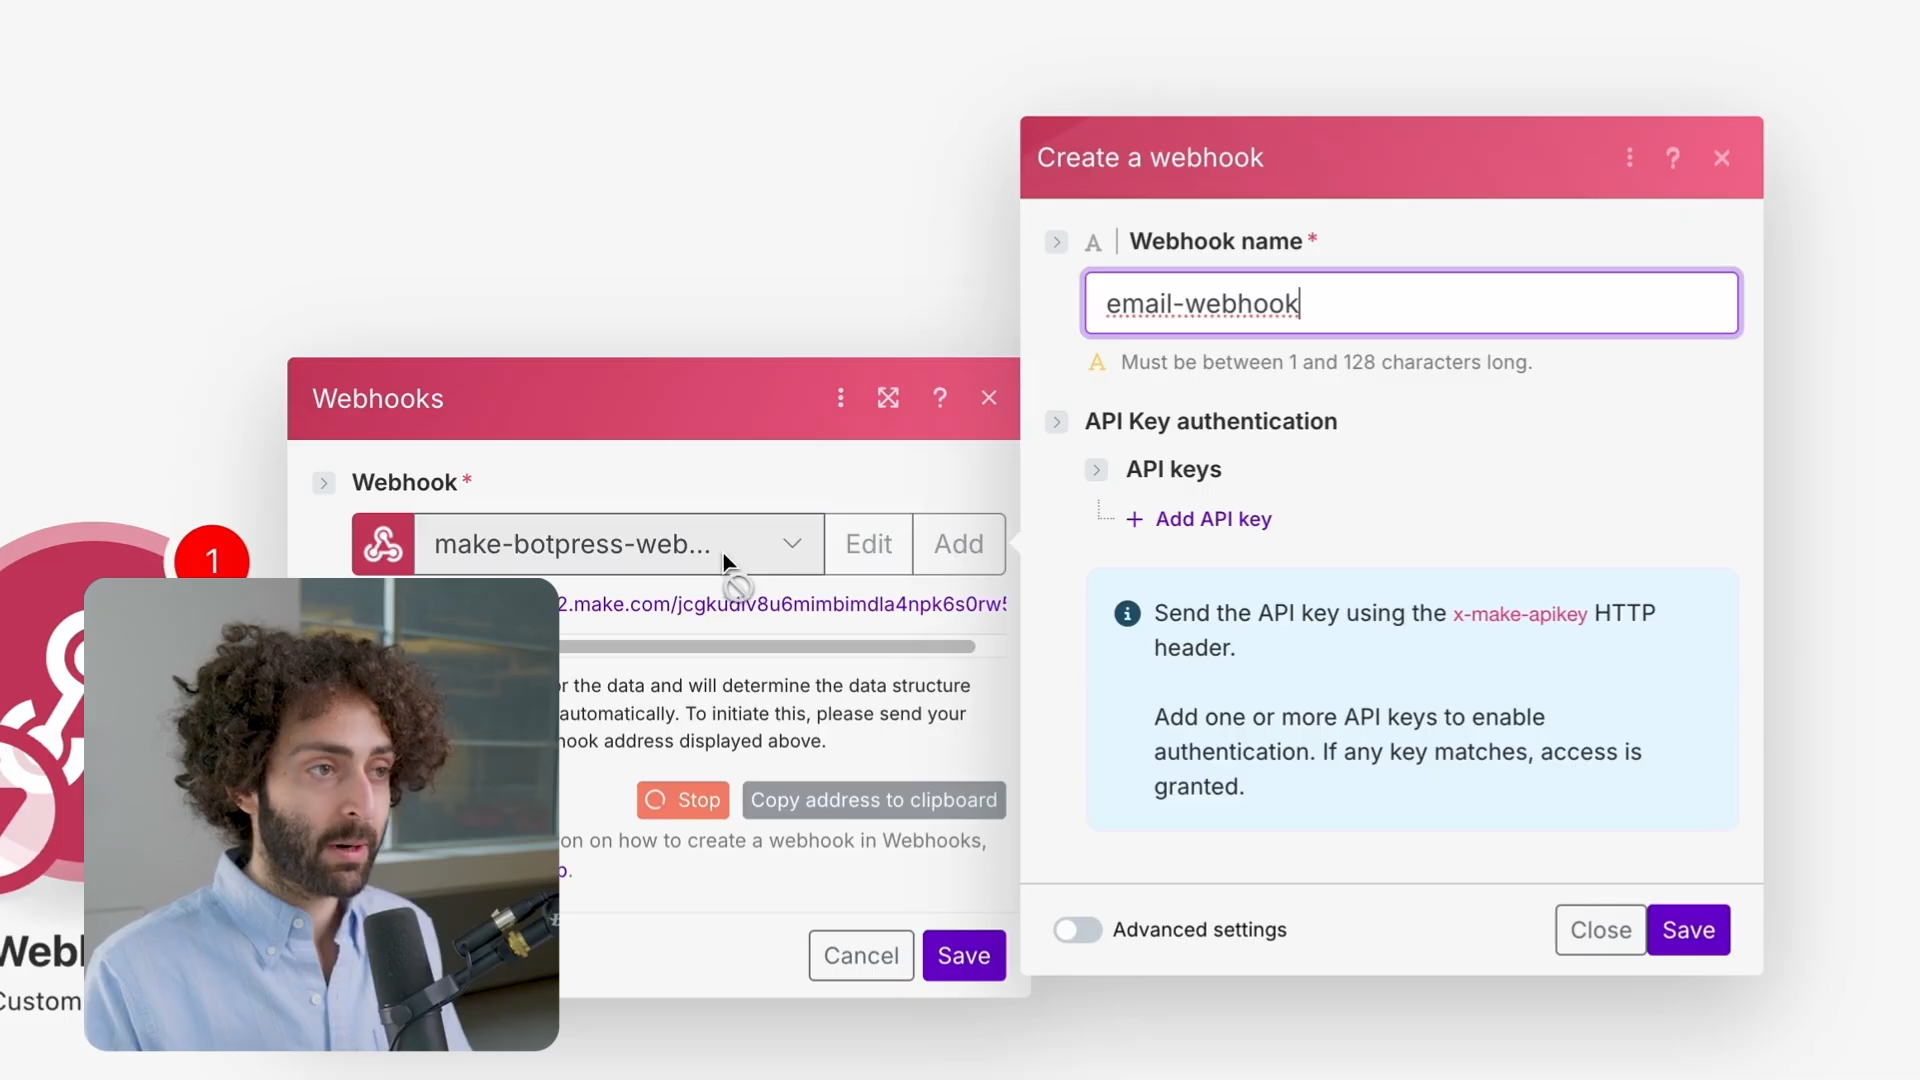 Create a webhook
?
A
Webhook name *
email-webhook
A Must be between 1 and 128 characters long.
API Key authentication
API keys
+ Add API key
Send the API key using the x-make-apikey HTTP
header.
Add one or more API keys to enable
authentication. If any key matches, access is
granted.
Advanced settings
Close
Save
Webhooks
?
Webhook *
make-botpress-web...
Edit
Add
2.make.com/jcgkudlv8u6mimbimdla4npk6s0rw5
r the data and will determine the data structure
automatically. To initiate this, please send your
hook address displayed above.
Stop
Copy address to clipboard
on on how to create a webhook in Webhooks,
Cancel
Save
1
Custom